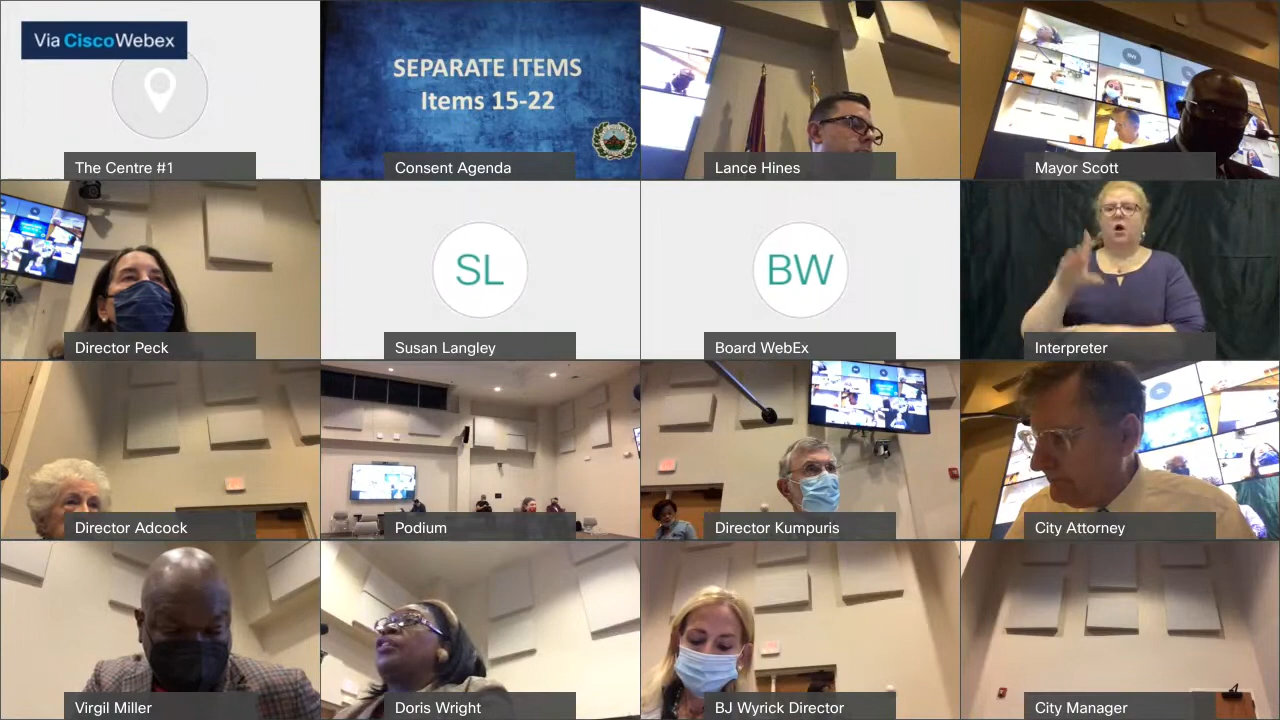 Via Cisco Webex
The Centre #1
SEPARATE ITEMS
Items 15-22
Consent Agenda
Lance Hines
Mayor Scott
Director Peck
SL
Susan Langley
BW
Board WebEx
Interpreter
Director Adcock
Podium
Director Kumpuris
City Attorney
Virgil Miller
Doris Wright
BJ Wyrick Director
City Manager